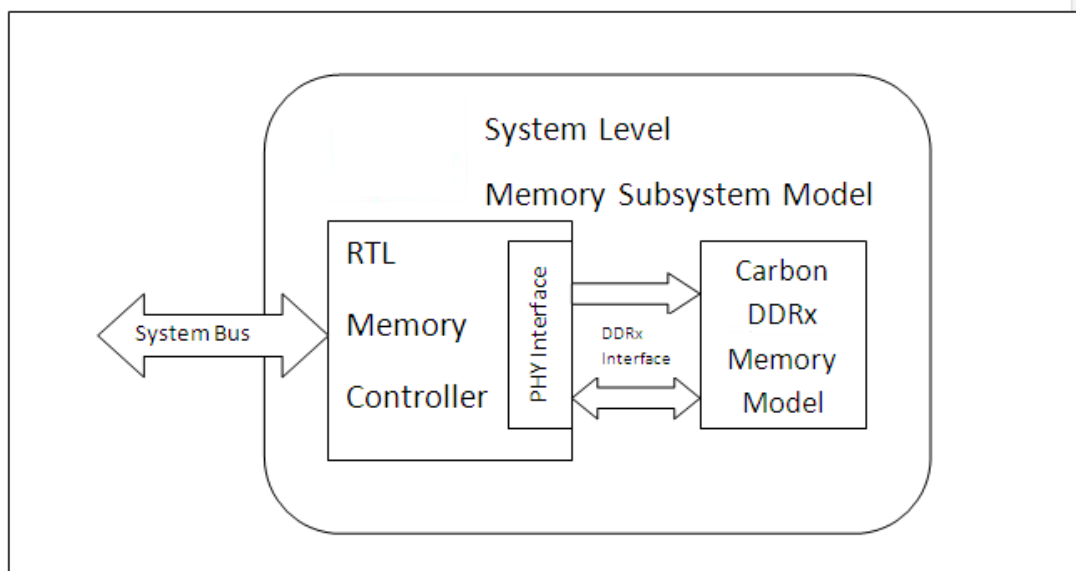 System Level
Memory Subsystem Model
RTL
Memory
Controller
PHY Interface
System Bus
DDRx
Interface
Carbon
DDRx
Memory
Model